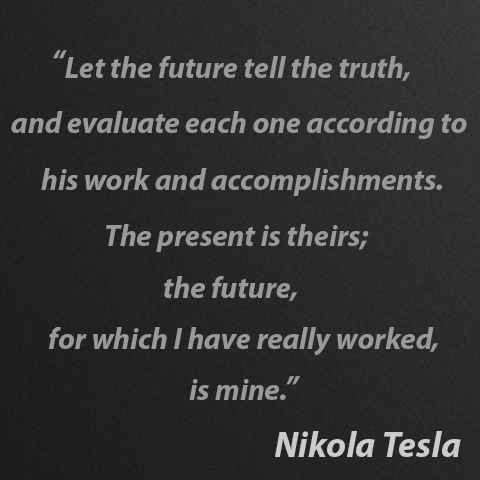 “Let the future tell the truth,
and evaluate each one according to
his work and accomplishments.
The present is theirs;
the future,
for which I have really worked,
is mine.”
Nikola Tesla